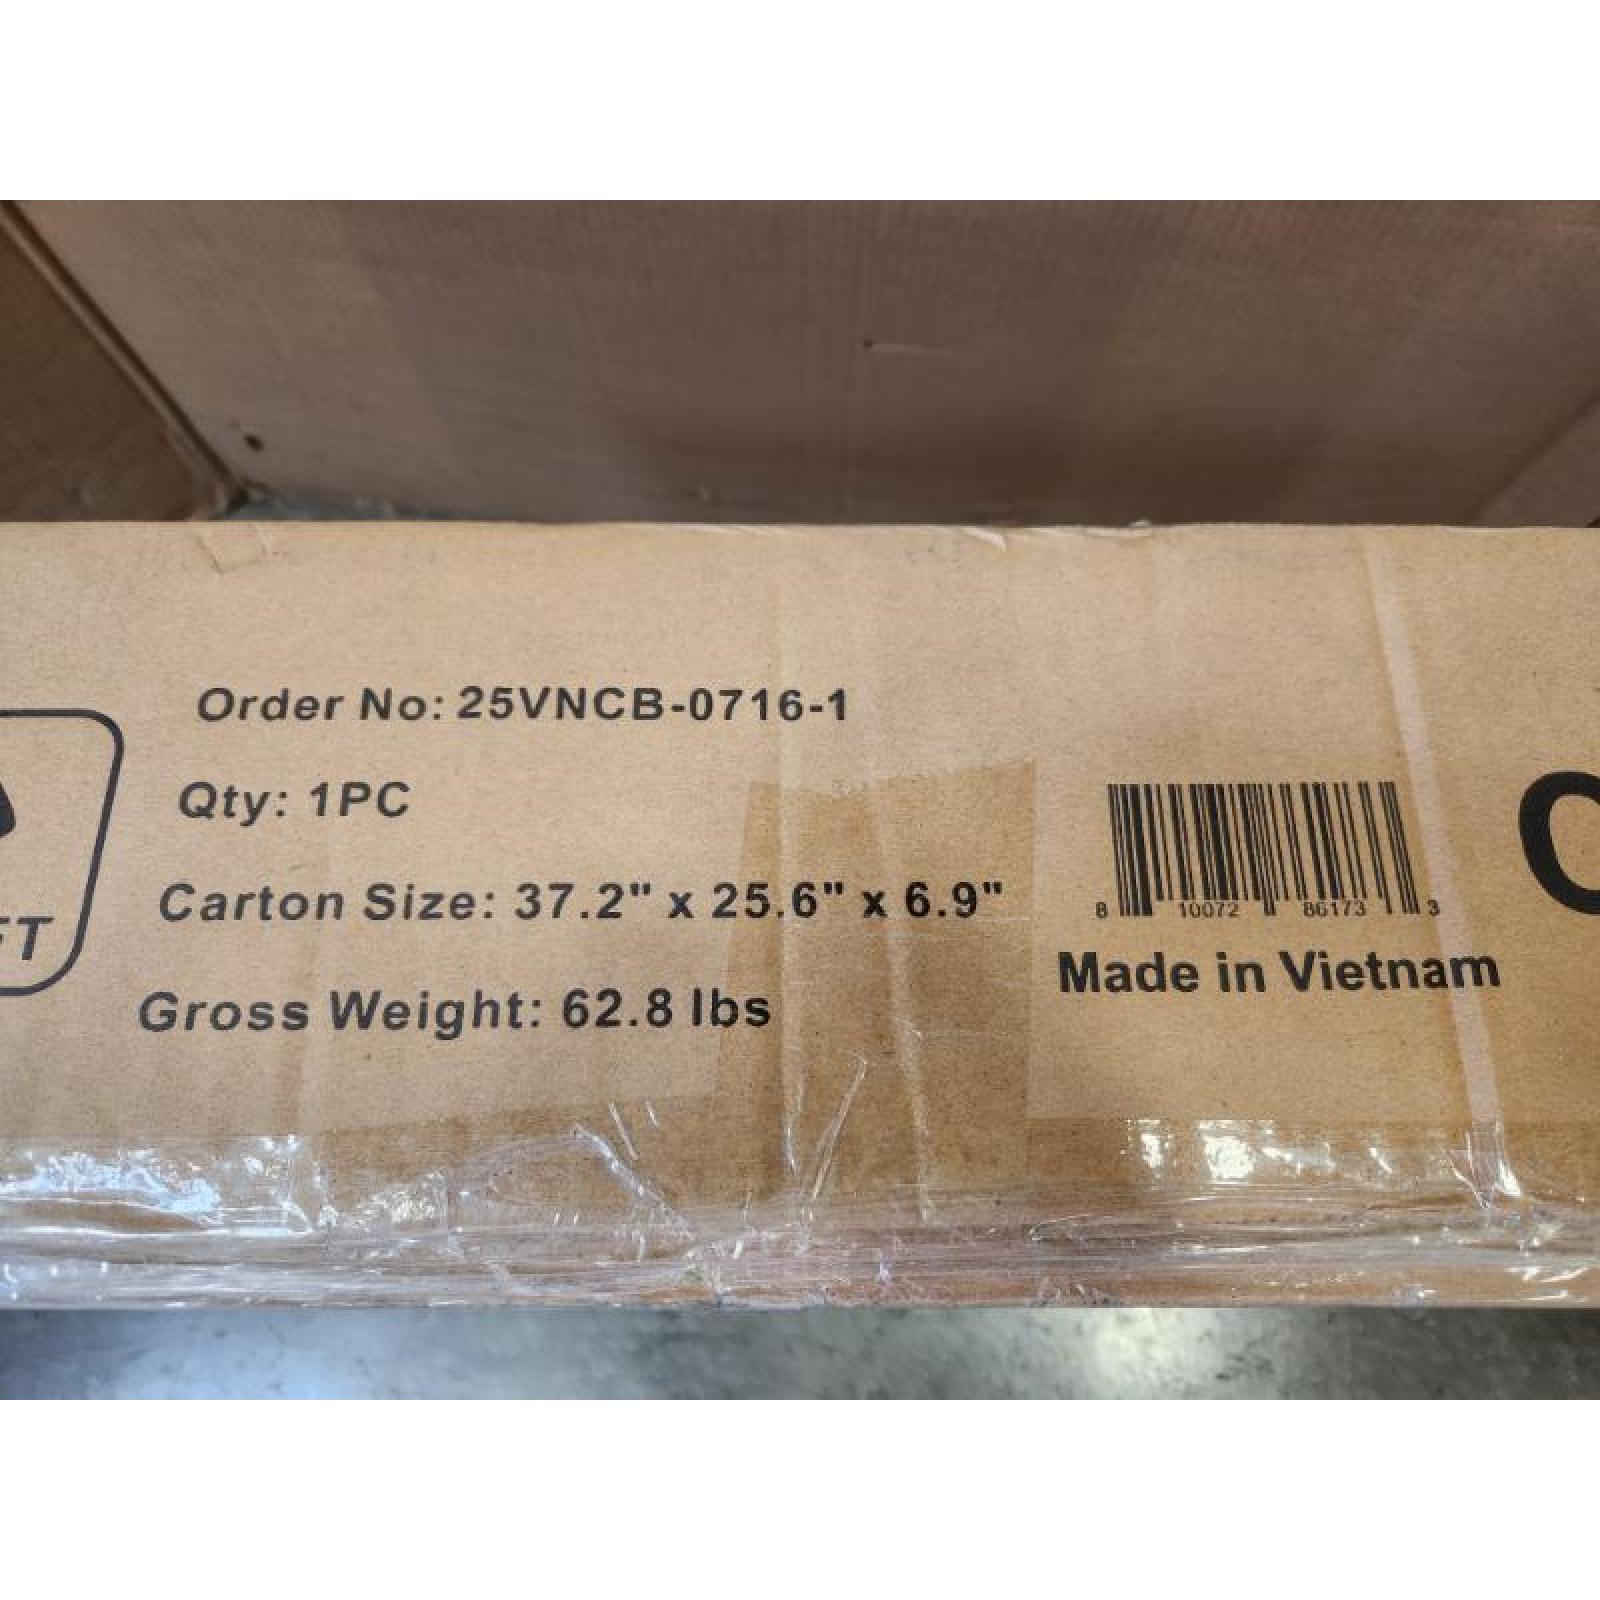 Order No: 25VNCB-0716-1
Qty: 1PC
Carton Size: 37.2" x 25.6" x 6.9"
Gross Weight: 62.8 lbs
8 10072 86173 3
Made in Vietnam